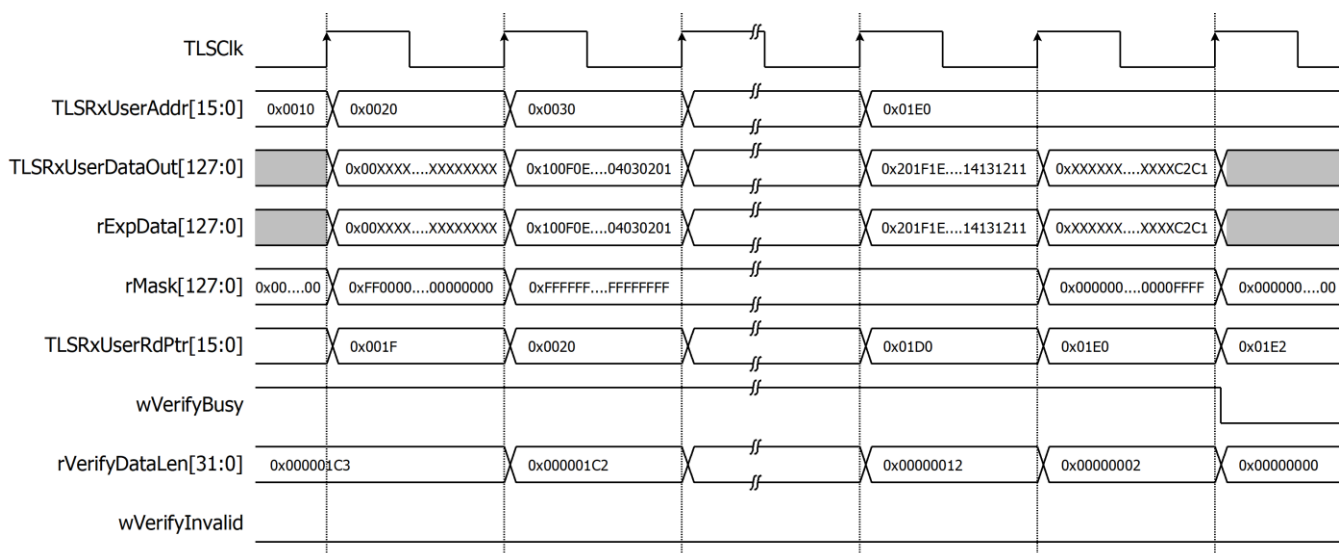 TLSClk
TLSRxUserAddr[15:0] 0x0010 0x0020 0x0030 0x01E0
TLSRxUserDataOut[127:0] 0x00XXXX....XXXXXXXX 0x100F0E....04030201 0x201F1E....14131211 0xXXXXXX....XXXXC2C1
rExpData[127:0] 0x00XXXX....XXXXXXXX 0x100F0E....04030201 0x201F1E....14131211 0xXXXXXX....XXXXC2C1
rMask[127:0] 0x00....00 0xFF0000....00000000 0xFFFFFF....FFFFFFFF 0x000000....0000FFFF 0x000000....00
TLSRxUserRdPtr[15:0] 0x001F 0x0020 0x01D0 0x01E0 0x01E2
wVerifyBusy
rVerifyDataLen[31:0] 0x000001C3 0x000001C2 0x00000012 0x00000002 0x00000000
wVerifyInvalid